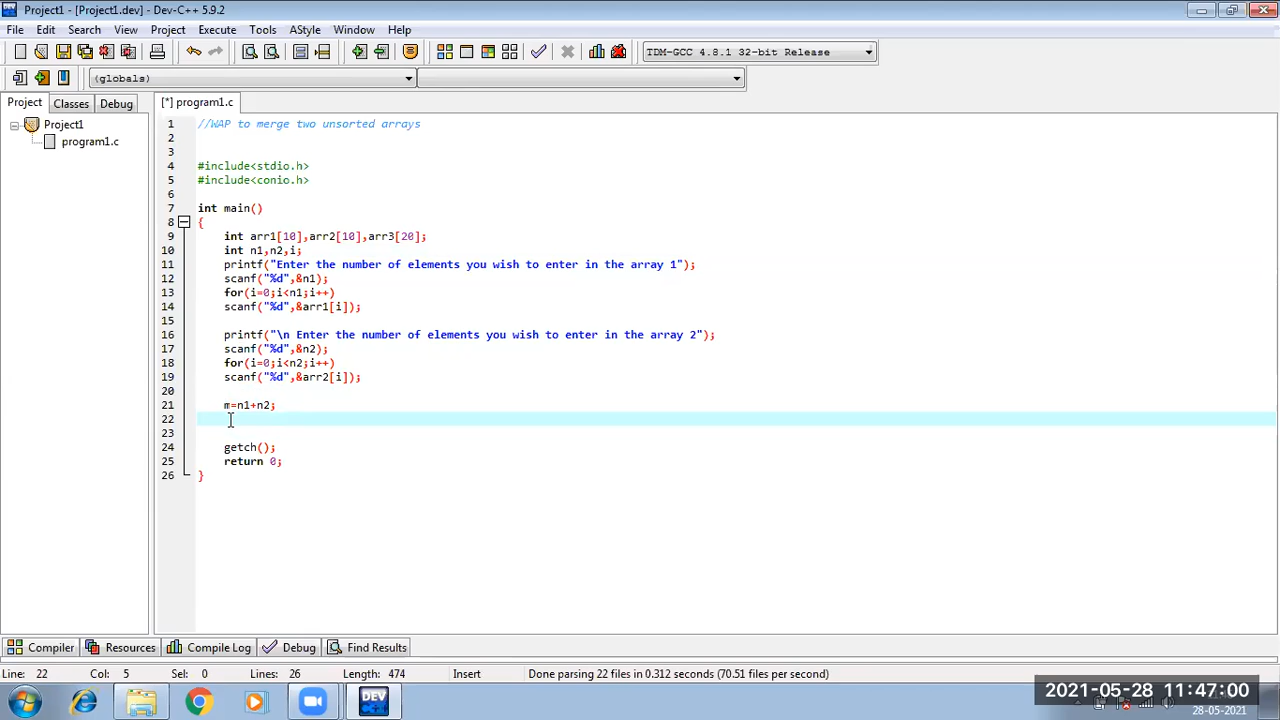 Project1 - [Project1.dev] - Dev-C++ 5.9.2
File Edit Search View Project Execute Tools AStyle Window Help
TDM-GCC 4.8.1 32-bit Release
(globals)
Project Classes Debug
[*] program1.c
Project1
program1.c
1 //WAP to merge two unsorted arrays
2
3
4 #include<stdio.h>
5 #include<conio.h>
6
7 int main()
8 {
9 int arr1[10],arr2[10],arr3[20];
10 int n1,n2,i;
11 printf("Enter the number of elements you wish to enter in the array 1");
12 scanf("%d",&n1);
13 for(i=0;i<n1;i++)
14 scanf("%d",&arr1[i]);
15
16 printf("\n Enter the number of elements you wish to enter in the array 2");
17 scanf("%d",&n2);
18 for(i=0;i<n2;i++)
19 scanf("%d",&arr2[i]);
20
21 m=n1+n2;
22
23
24 getch();
25 return 0;
26 }
Compiler Resources Compile Log Debug Find Results
Line: 22 Col: 5 Sel: 0 Lines: 26 Length: 474 Insert Done parsing 22 files in 0.312 seconds (70.51 files per second)
DEV
2021-05-28 11:47:00
28-05-2021